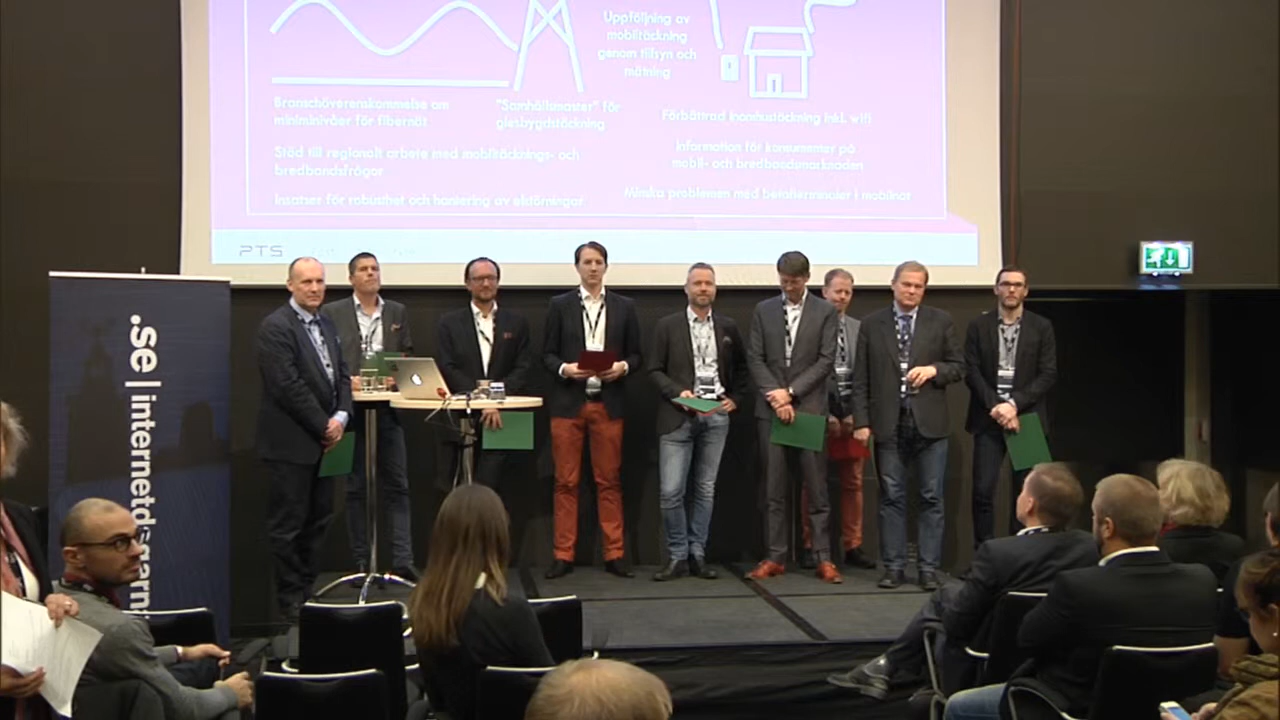 Uppföljning av
mobiltäckning
genom tillsyn och
mätning
Branschöverenskommelse om
miniminivåer för fibernät
"Samhällsmaster" för
glesbygdstäckning
Förbättrad inomhustäckning inkl. wifi
Stöd till regionalt arbete med mobiltäcknings- och
bredbandsfrågor
Information för konsumenter på
mobil- och bredbandsmarknaden
Insatser för robusthet och hantering av elstörningar
Minska problemen med basterminaler i mobilnät
PTS
.se | internetdagarna